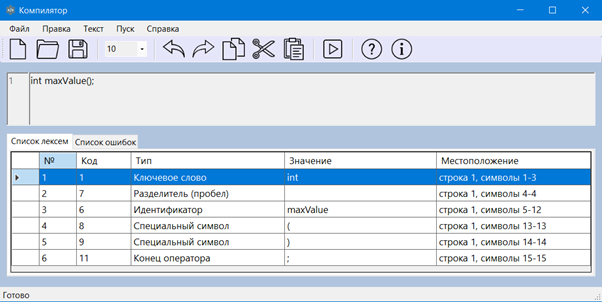 Компилятор
Файл Правка Текст Пуск Справка
10
1 int maxValue();
Список лексем Список ошибок
№ Код Тип Значение Местоположение
1 1 Ключевое слово int строка 1, символы 1-3
2 7 Разделитель (пробел) строка 1, символы 4-4
3 6 Идентификатор maxValue строка 1, символы 5-12
4 8 Специальный символ ( строка 1, символы 13-13
5 9 Специальный символ ) строка 1, символы 14-14
6 11 Конец оператора ; строка 1, символы 15-15
Готово